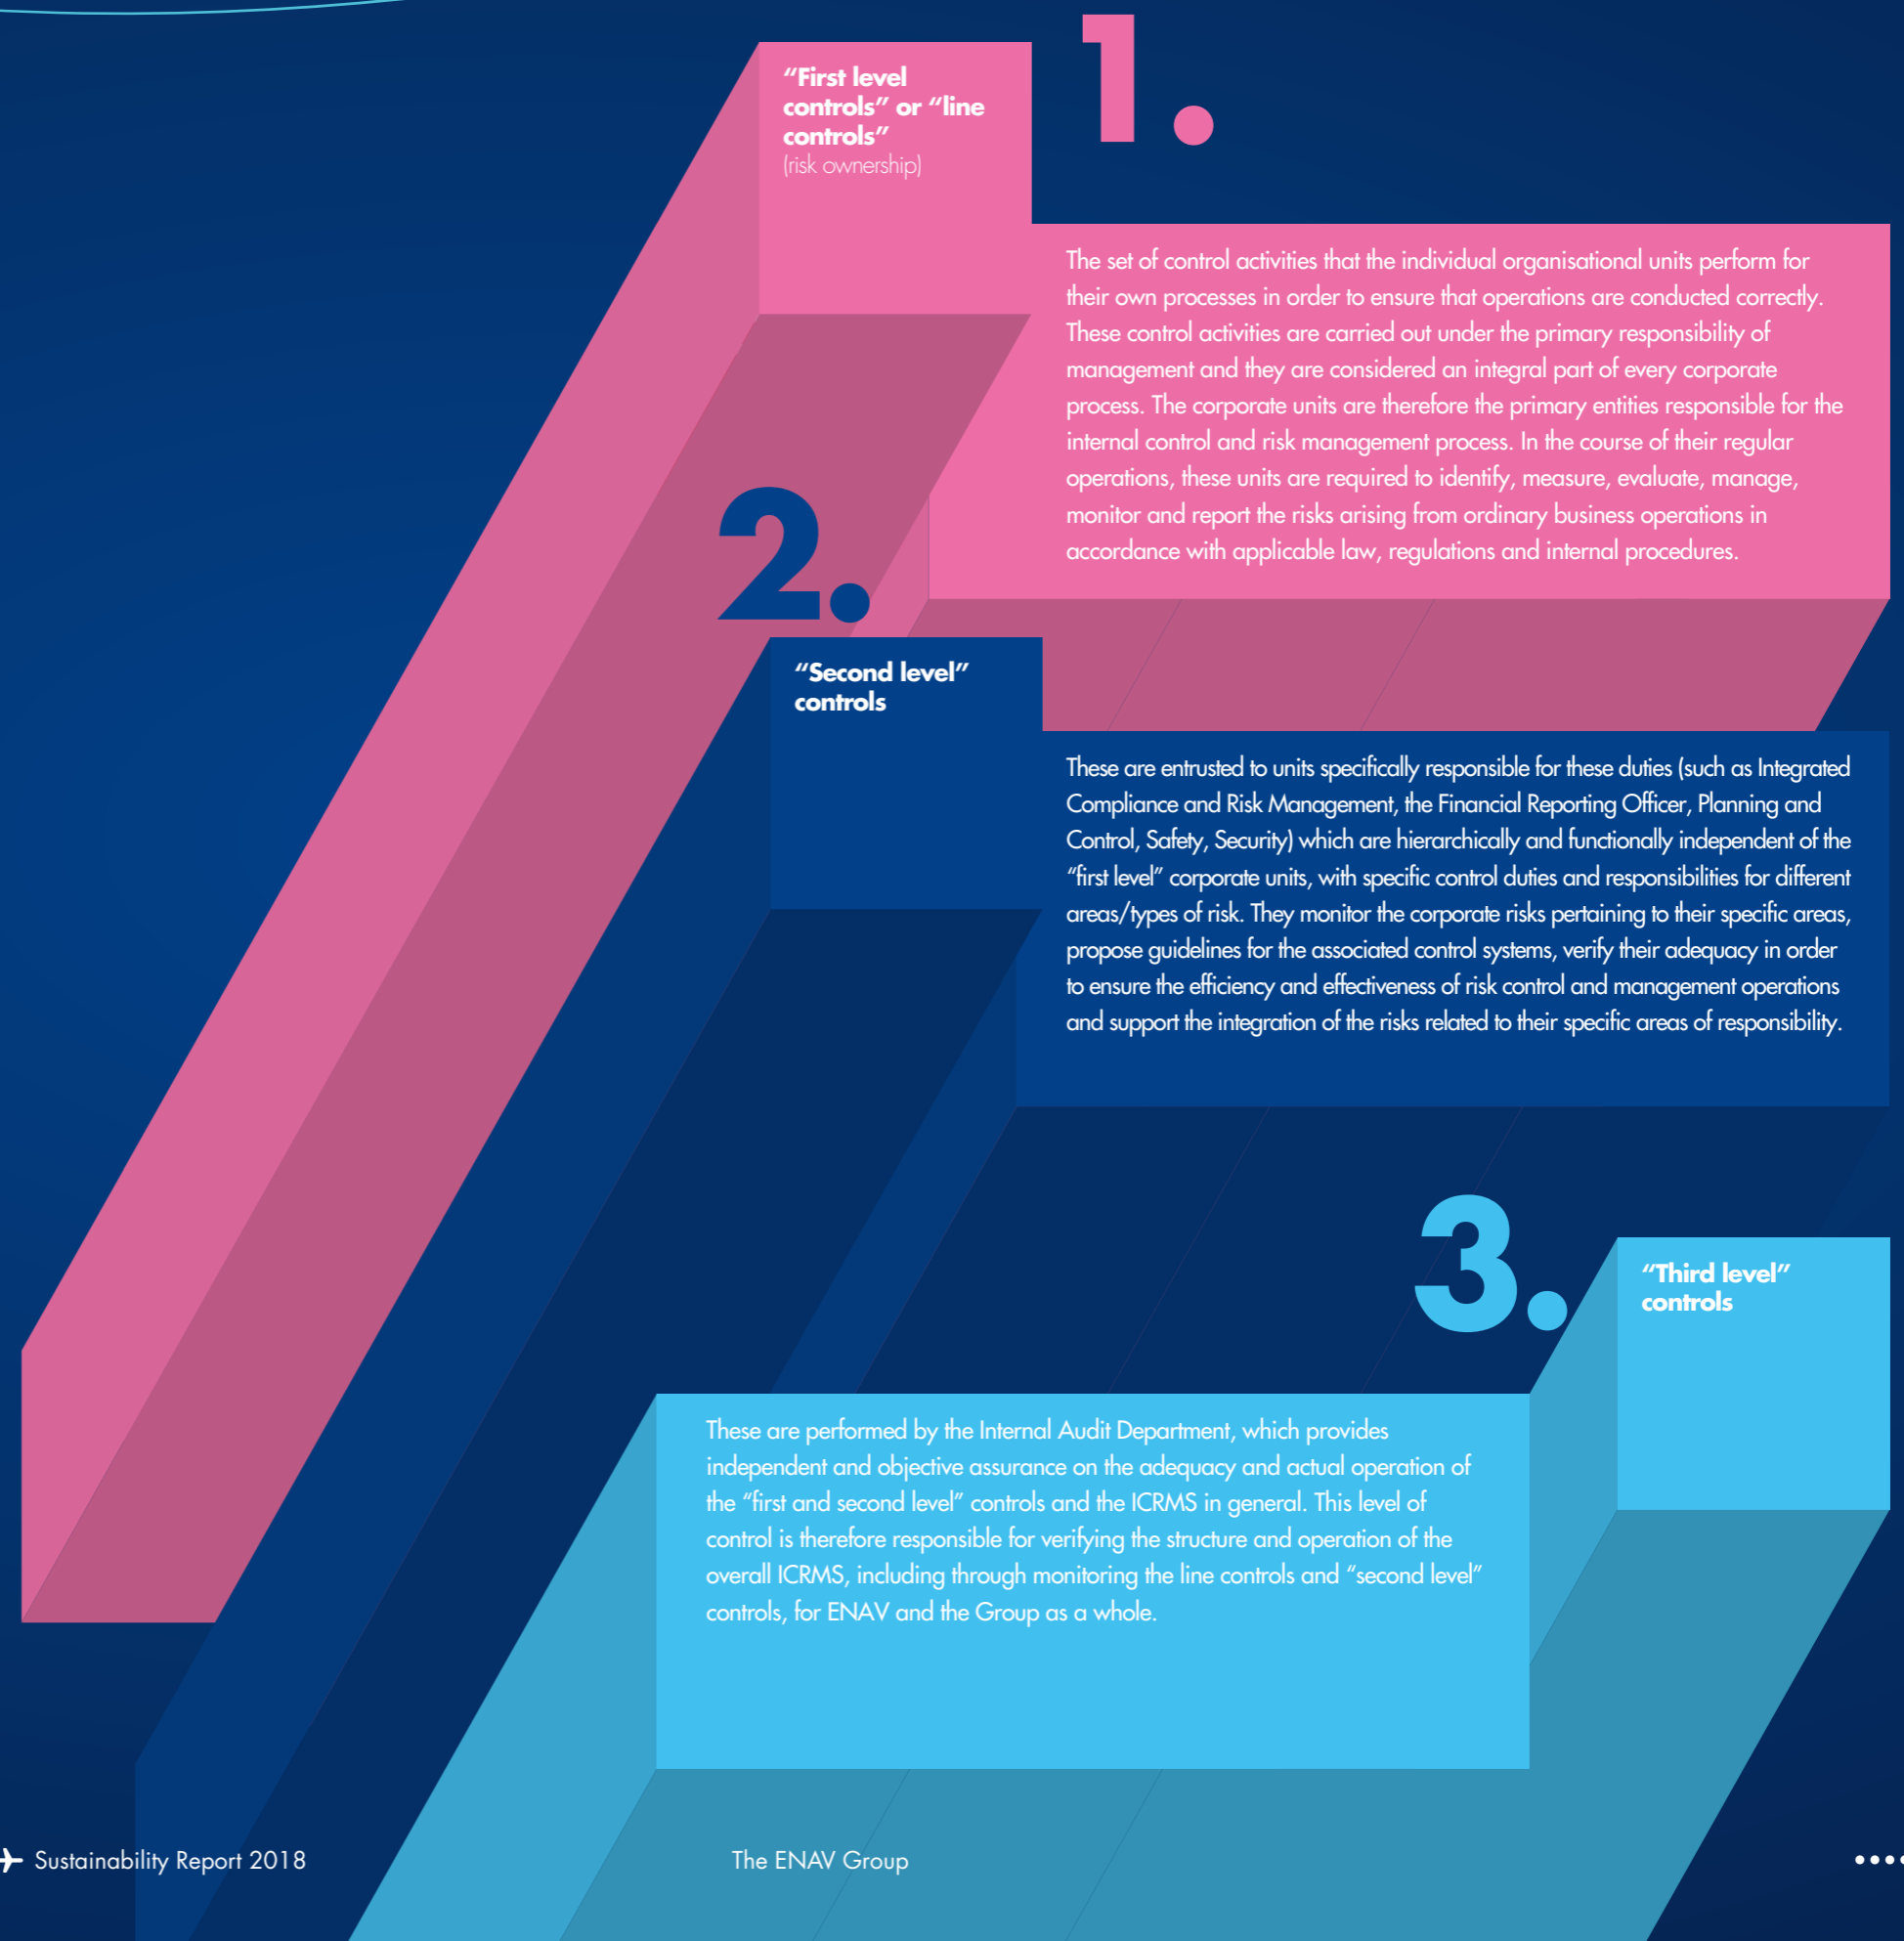 1.
“First level
controls” or “line
controls”
(risk ownership)
The set of control activities that the individual organisational units perform for
their own processes in order to ensure that operations are conducted correctly.
These control activities are carried out under the primary responsibility of
management and they are considered an integral part of every corporate
process. The corporate units are therefore the primary entities responsible for the
internal control and risk management process. In the course of their regular
operations, these units are required to identify, measure, evaluate, manage,
monitor and report the risks arising from ordinary business operations in
accordance with applicable law, regulations and internal procedures.
2.
“Second level”
controls
These are entrusted to units specifically responsible for these duties (such as Integrated
Compliance and Risk Management, the Financial Reporting Officer, Planning and
Control, Safety, Security) which are hierarchically and functionally independent of the
“first level” corporate units, with specific control duties and responsibilities for different
areas/types of risk. They monitor the corporate risks pertaining to their specific areas,
propose guidelines for the associated control systems, verify their adequacy in order
to ensure the efficiency and effectiveness of risk control and management operations
and support the integration of the risks related to their specific areas of responsibility.
3.
“Third level”
controls
These are performed by the Internal Audit Department, which provides
independent and objective assurance on the adequacy and actual operation of
the “first and second level” controls and the ICRMS in general. This level of
control is therefore responsible for verifying the structure and operation of the
overall ICRMS, including through monitoring the line controls and “second level”
controls, for ENAV and the Group as a whole.
Sustainability Report 2018
The ENAV Group